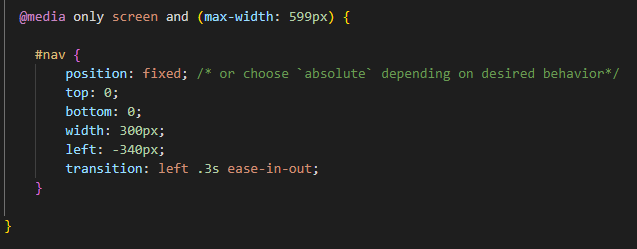 @media only screen and (max-width: 599px) {
#nav {
position: fixed; /* or choose `absolute` depending on desired behavior*/
top: 0;
bottom: 0;
width: 300px;
left: -340px;
transition: left .3s ease-in-out;
}
}